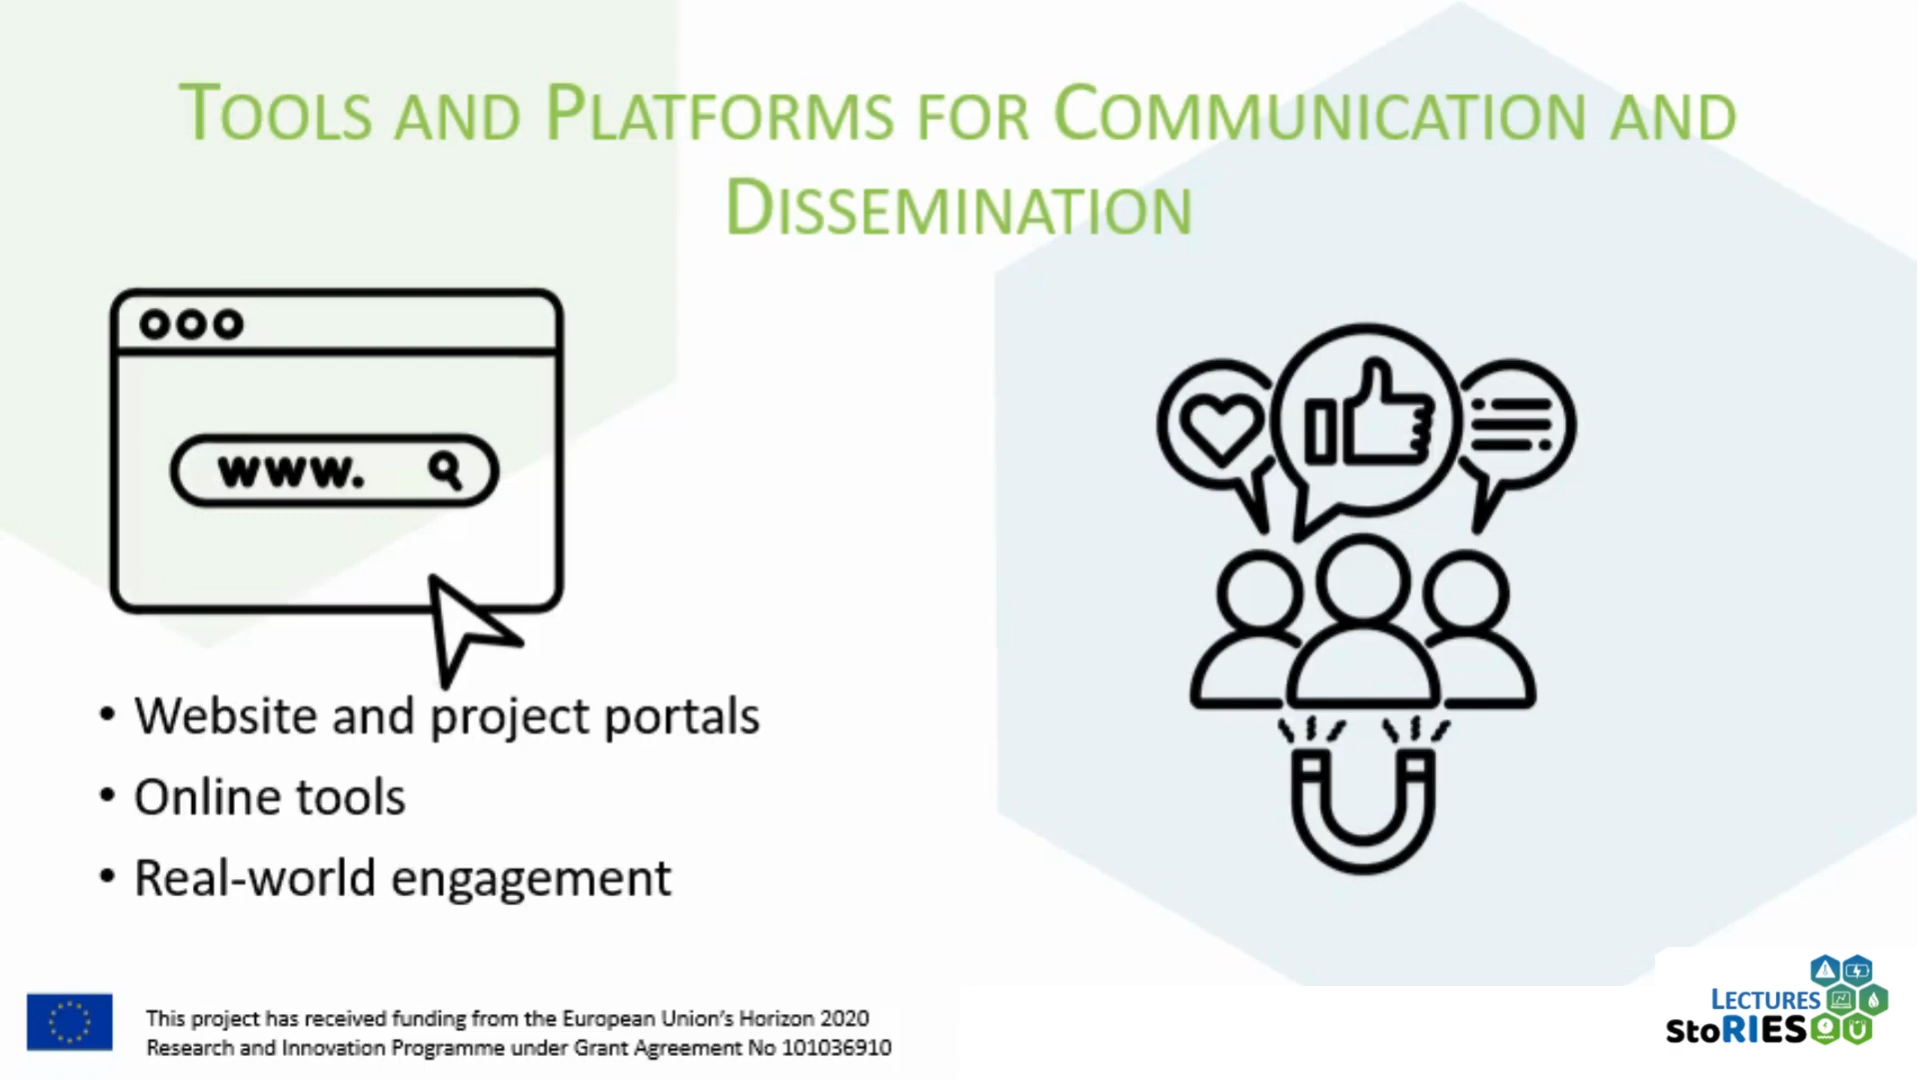 Tools and Platforms for Communication and
Dissemination
www.
• Website and project portals
• Online tools
• Real-world engagement
This project has received funding from the European Union's Horizon 2020
Research and Innovation Programme under Grant Agreement No 101036910
Lectures
StoRIES